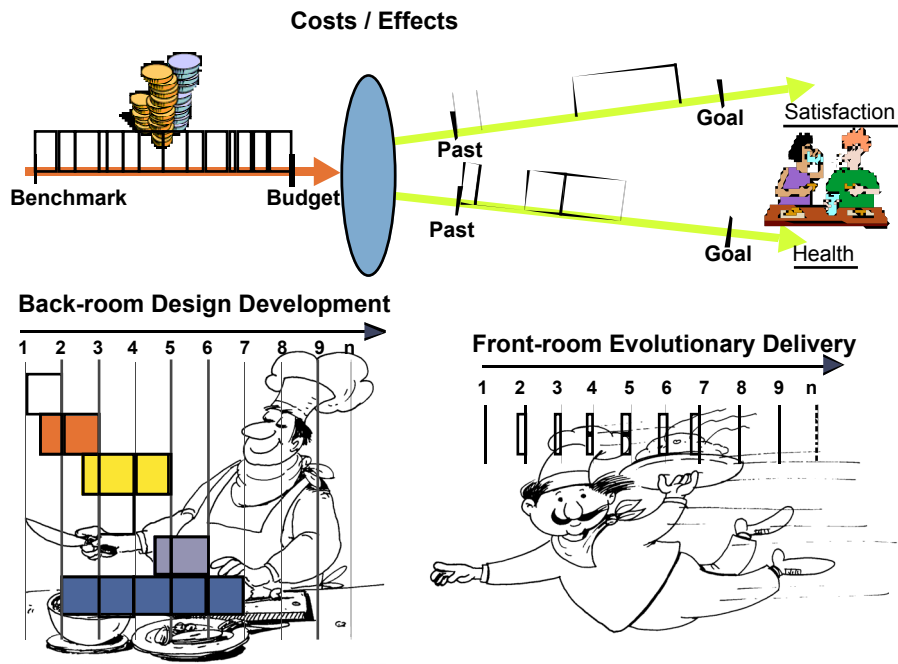 Costs / Effects
Benchmark
Budget
Past
Goal
Satisfaction
Past
Goal
Health
Back-room Design Development
1 2 3 4 5 6 7 8 9 n
Front-room Evolutionary Delivery
1 2 3 4 5 6 7 8 9 n